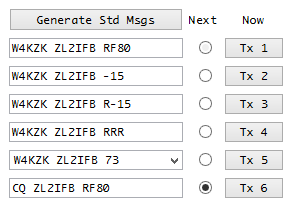 Generate Std Msgs Next Now
W4KZK ZL2IFB RF80 Tx 1
W4KZK ZL2IFB -15 Tx 2
W4KZK ZL2IFB R-15 Tx 3
W4KZK ZL2IFB RRR Tx 4
W4KZK ZL2IFB 73 Tx 5
CQ ZL2IFB RF80 Tx 6